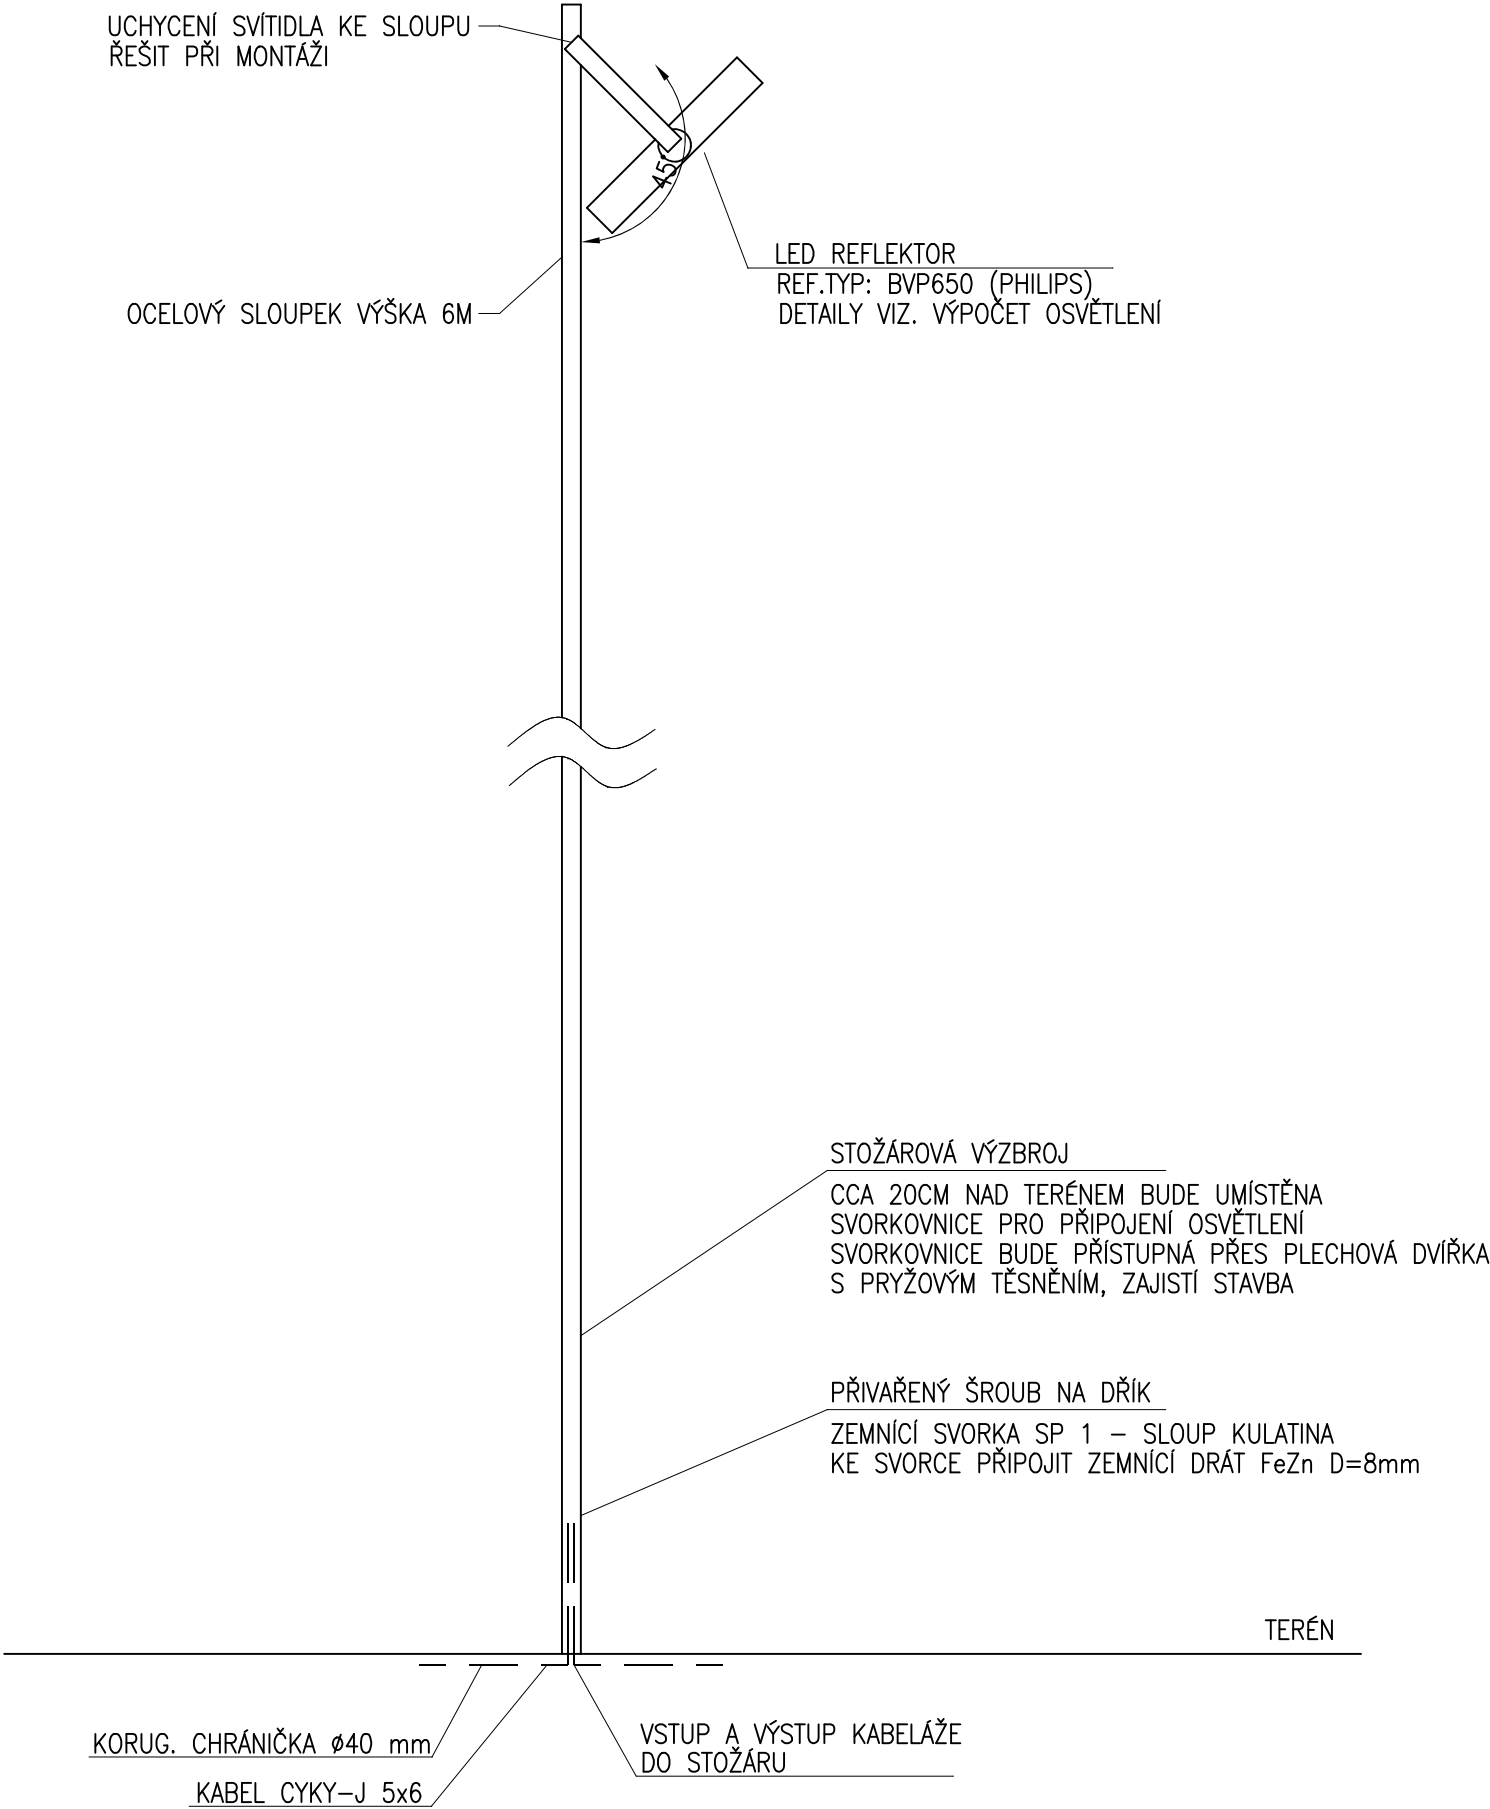 UCHYCENÍ SVÍTIDLA KE SLOUPU
ŘEŠIT PŘI MONTÁŽI
45°
LED REFLEKTOR
REF.TYP: BVP650 (PHILIPS)
DETAILY VIZ. VÝPOČET OSVĚTLENÍ
OCELOVÝ SLOUPEK VÝŠKA 6M
STOŽÁROVÁ VÝZBROJ
CCA 20CM NAD TERÉNEM BUDE UMÍSTĚNA
SVORKOVNICE PRO PŘIPOJENÍ OSVĚTLENÍ
SVORKOVNICE BUDE PŘÍSTUPNÁ PŘES PLECHOVÁ DVÍŘKA
S PRYŽOVÝM TĚSNĚNÍM, ZAJISTÍ STAVBA
PŘIVAŘENÝ ŠROUB NA DŘÍK
ZEMNÍCÍ SVORKA SP 1 – SLOUP KULATINA
KE SVORCE PŘIPOJIT ZEMNÍCÍ DRÁT FeZn D=8mm
TERÉN
KORUG. CHRÁNIČKA ø40 mm
KABEL CYKY–J 5x6
VSTUP A VÝSTUP KABELÁŽE
DO STOŽÁRU